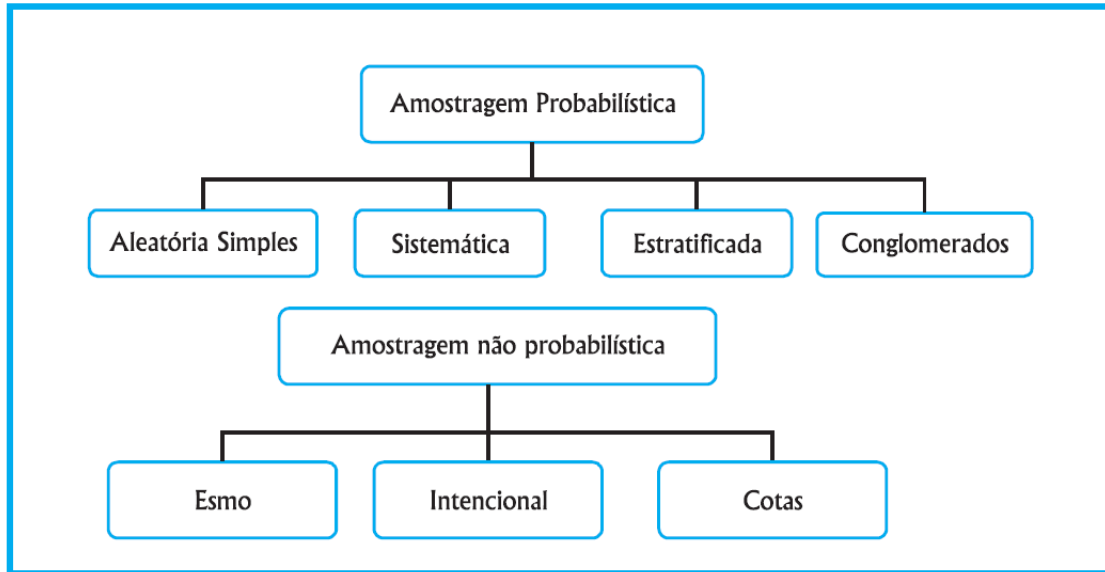 Amostragem Probabilística
Aleatória Simples
Sistemática
Estratificada
Conglomerados
Amostragem não probabilística
Esmo
Intencional
Cotas